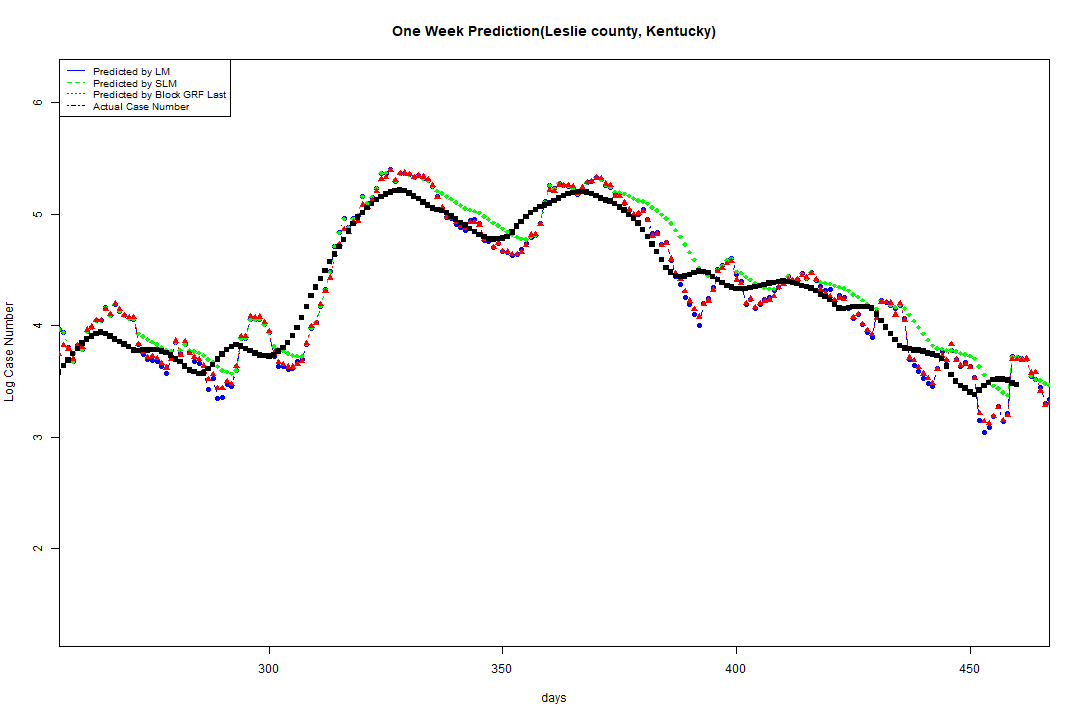 One Week Prediction(Leslie county, Kentucky)
Predicted by LM
Predicted by SLM
Predicted by Block GRF Last
Actual Case Number
6
5
4
3
2
Log Case Number
300 350 400 450
days